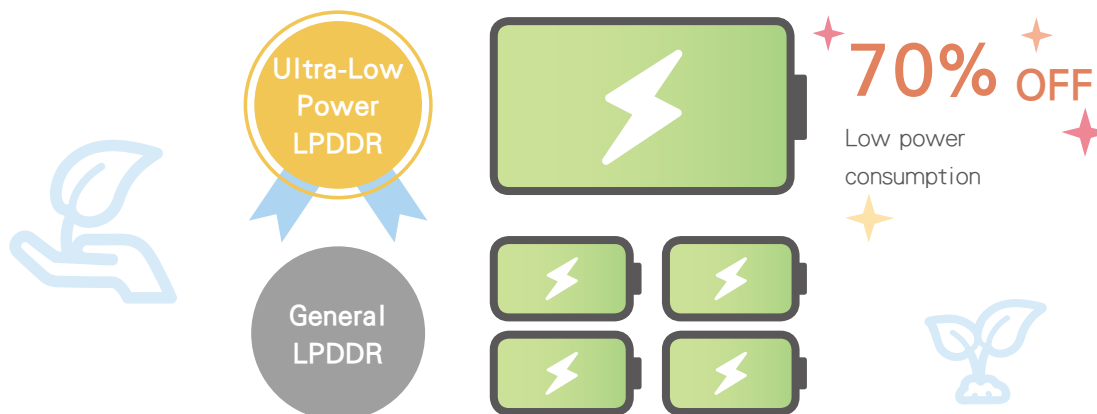 Ultra-Low
Power
LPDDR
70% OFF
Low power
consumption
General
LPDDR